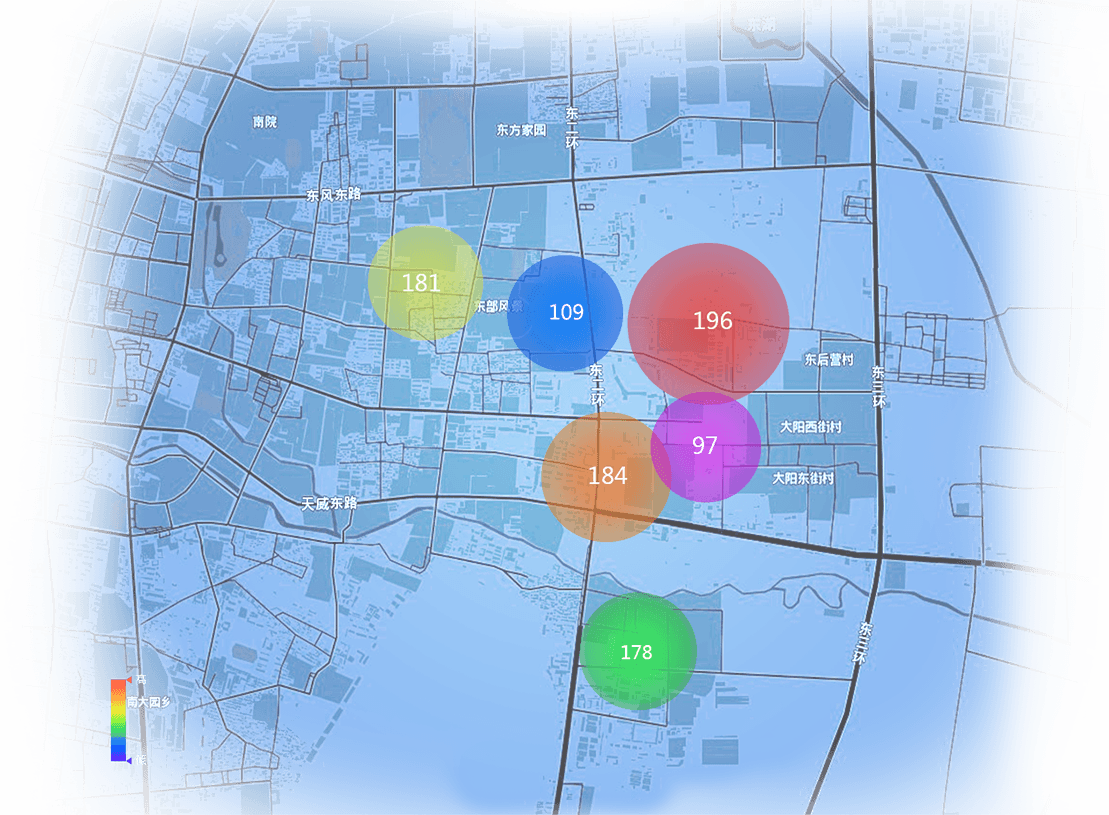 东湖
南院
东方家园
东二环
东风东路
181
东部风景
109
196
东二环
东后营村
东三环
大阳西街村
97
184
大阳东街村
天威东路
东三环
178
高
南大园乡